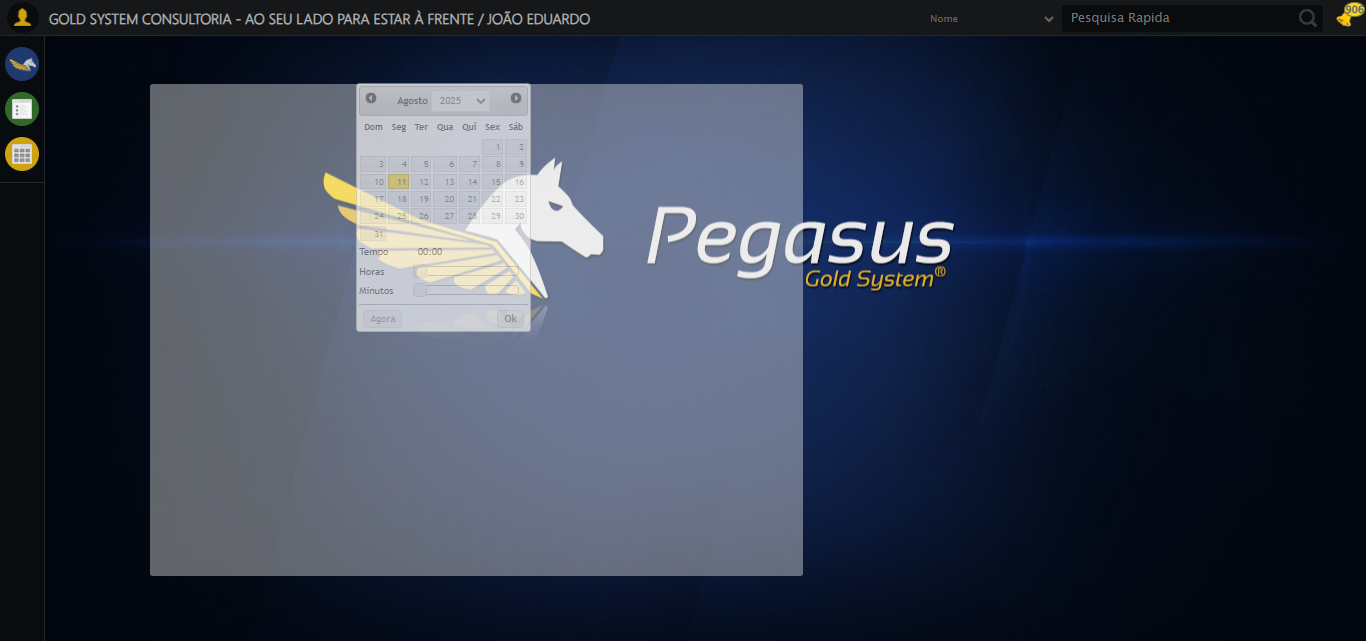 GOLD SYSTEM CONSULTORIA - AO SEU LADO PARA ESTAR À FRENTE / JOÃO EDUARDO
Nome
Pesquisa Rapida
906
Agosto 2025
Dom Seg Ter Qua Qui Sex Sáb
1 2
3 4 5 6 7 8 9
10 11 12 13 14 15 16
17 18 19 20 21 22 23
24 25 26 27 28 29 30
31
Tempo 00:00
Horas
Minutos
Agora Ok
Pegasus
Gold System®